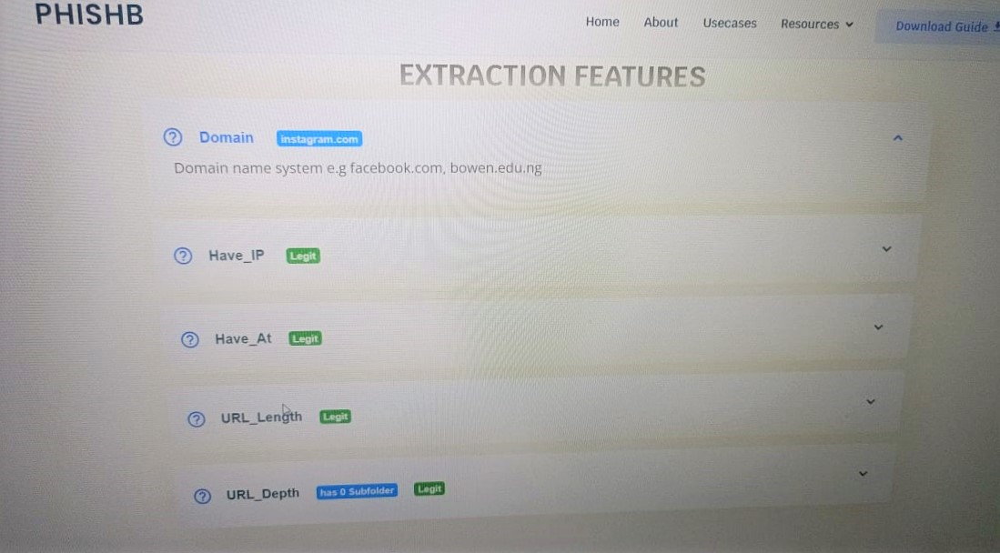 PHISHB
Home About Usecases Resources Download Guide
EXTRACTION FEATURES
Domain instagram.com
Domain name system e.g facebook.com, bowen.edu.ng
Have_IP Legit
Have_At Legit
URL_Length Legit
URL_Depth has 0 Subfolder Legit